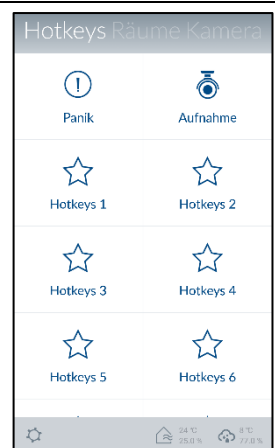 Hotkeys Räume Kamera
Panik Aufnahme
Hotkeys 1 Hotkeys 2
Hotkeys 3 Hotkeys 4
Hotkeys 5 Hotkeys 6
24 °C 8 °C
35.0 % 77.0 %